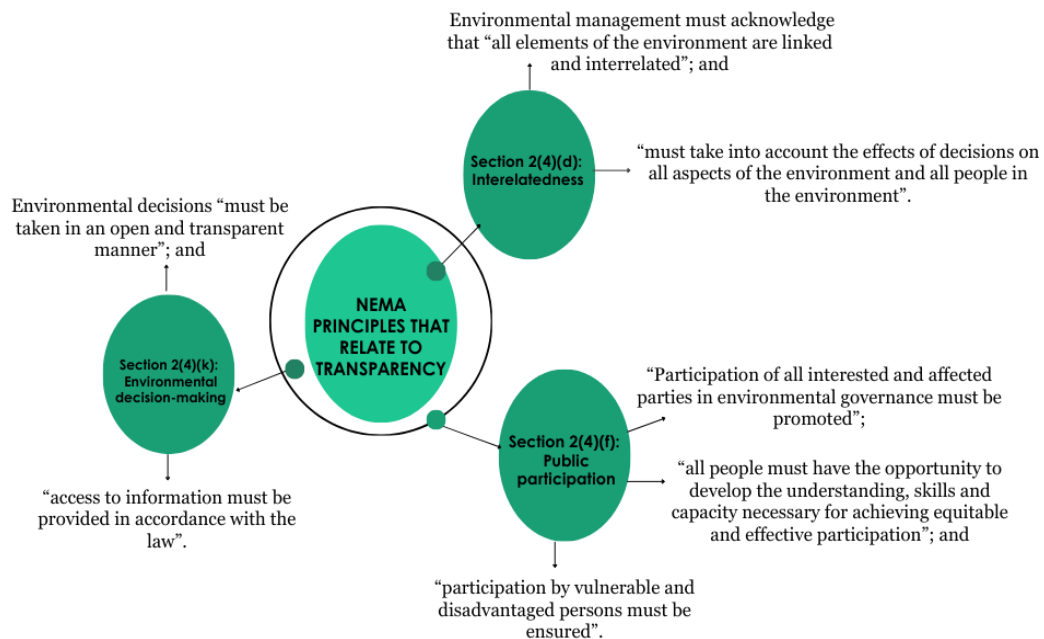 Environmental management must acknowledge
that “all elements of the environment are linked
and interrelated”; and
Section 2(4)(d):
Interelatedness
“must take into account the effects of decisions on
all aspects of the environment and all people in
the environment”.
Environmental decisions “must be
taken in an open and transparent
manner”; and
NEMA
PRINCIPLES THAT
RELATE TO
TRANSPARENCY
Section 2(4)(k):
Environmental
decision-making
“access to information must be
provided in accordance with the
law”.
“Participation of all interested and affected
parties in environmental governance must be
promoted”;
Section 2(4)(f):
Public
participation
“all people must have the opportunity to
develop the understanding, skills and
capacity necessary for achieving equitable
and effective participation”; and
“participation by vulnerable and
disadvantaged persons must be
ensured”.